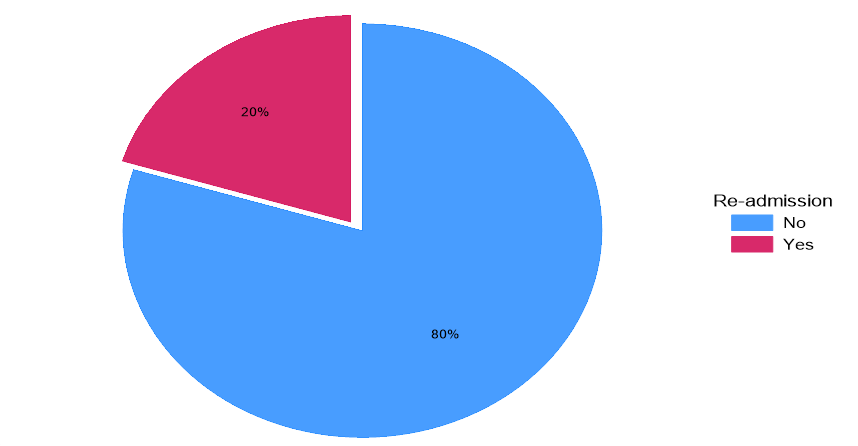 20%
80%
Re-admission
No
Yes